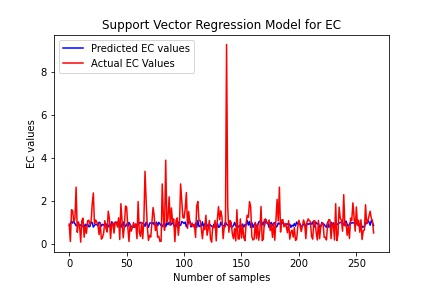 Support Vector Regression Model for EC
Predicted EC values
Actual EC Values
EC values
8
6
4
2
0
0 50 100 150 200 250
Number of samples